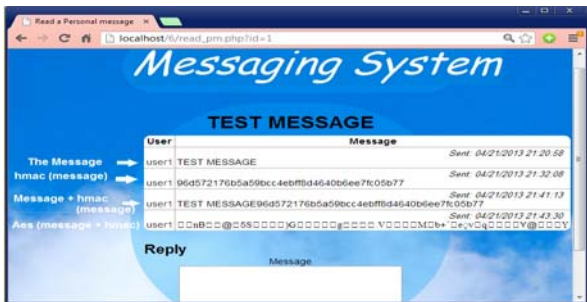 Read a Personal message
localhost/6/read_pm.php?id=1
Messaging System
TEST MESSAGE
User Message
Sent: 04/21/2013 21:20:58
The Message user1 TEST MESSAGE
Sent: 04/21/2013 21:32:08
hmac (message) user1 96d572176b5a59bcc4ebff8d4640b6ee7fc05b77
Sent: 04/21/2013 21:41:13
Message + hmac (message) user1 TEST MESSAGE96d572176b5a59bcc4ebff8d4640b6ee7fc05b77
Sent: 04/21/2013 21:43:30
Aes (message + hmac) user1
Reply
Message